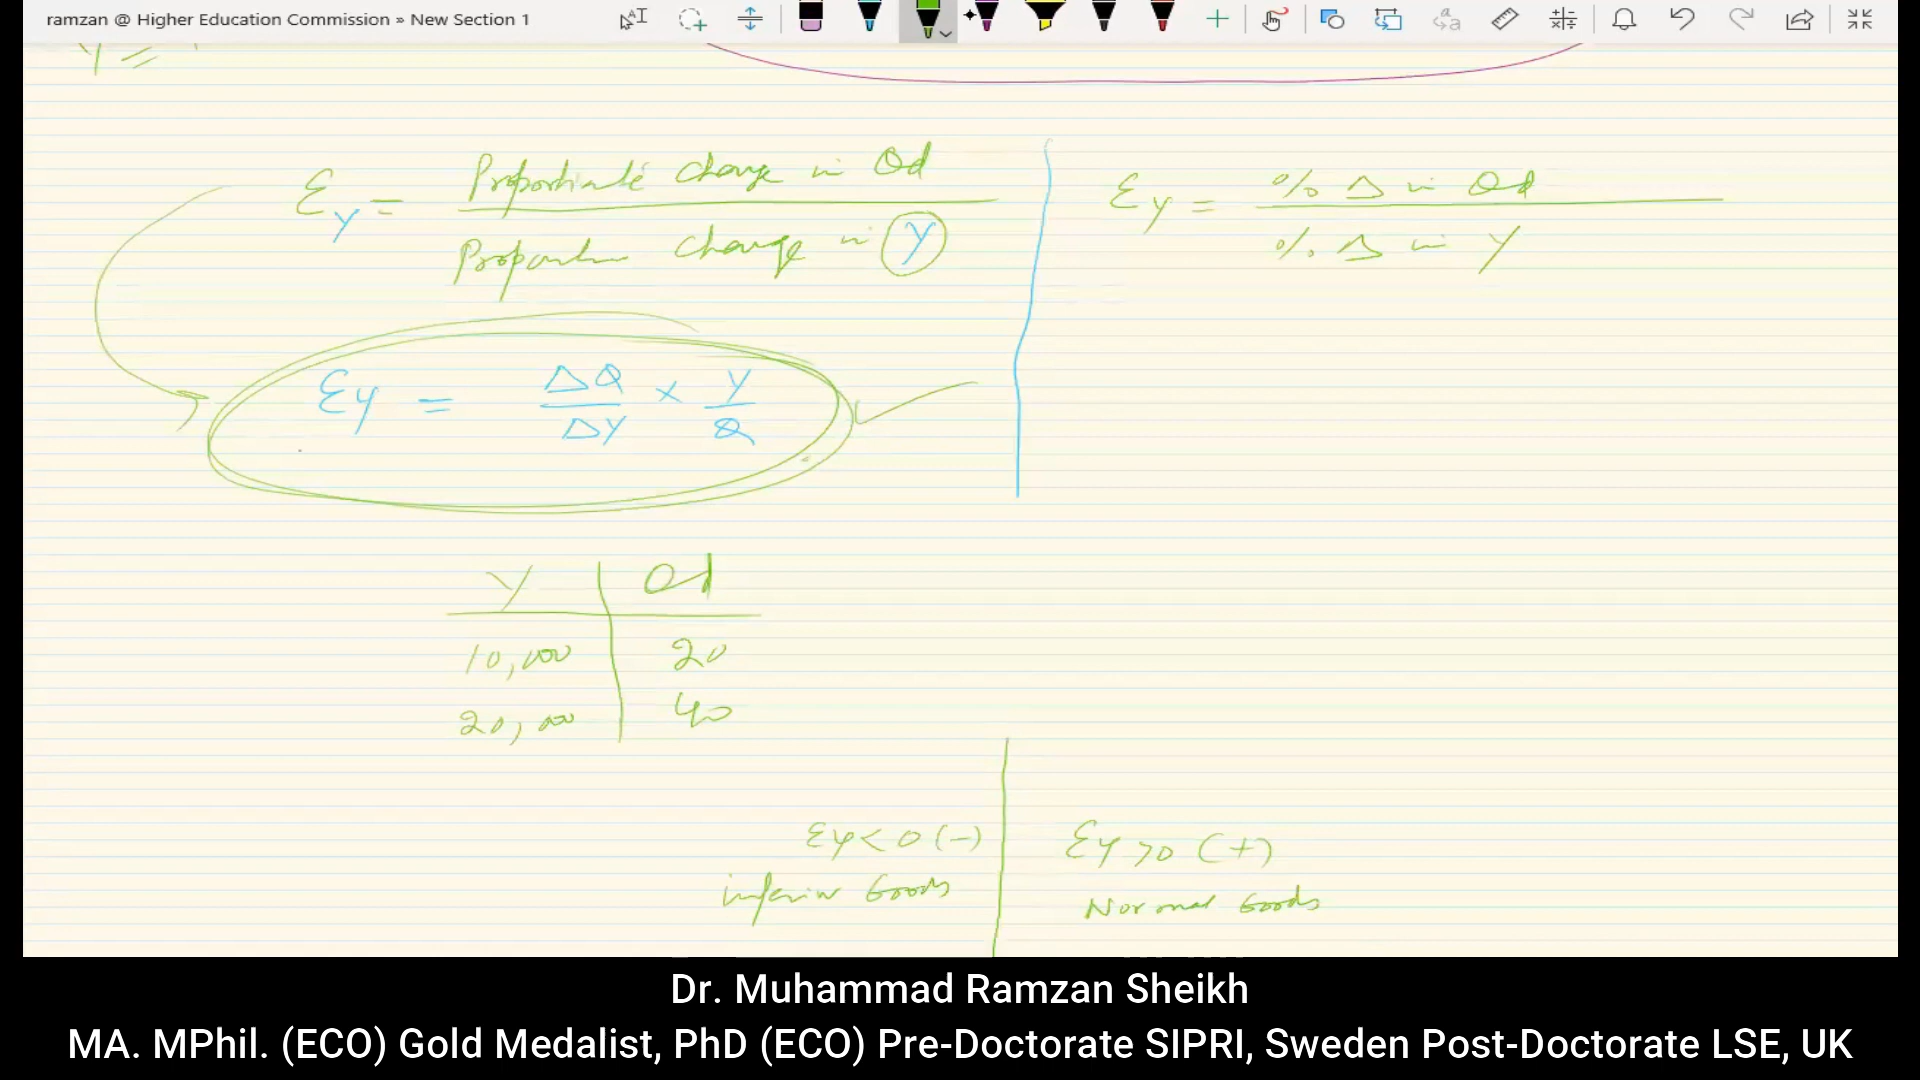 ramzan @ Higher Education Commission » New Section 1
Y =
Ey = Proportionate change in Qd
Proportion change in Y
Ey = % Δ in Qd
% Δ in Y
Ey = ΔQ/ΔY × Y/Q
Y | Qd
10,000 | 20
20,000 | 40
Ey < 0 (-)
inferior Goods
Ey > 0 (+)
Normal Goods
Dr. Muhammad Ramzan Sheikh
MA. MPhil. (ECO) Gold Medalist, PhD (ECO) Pre-Doctorate SIPRI, Sweden Post-Doctorate LSE, UK